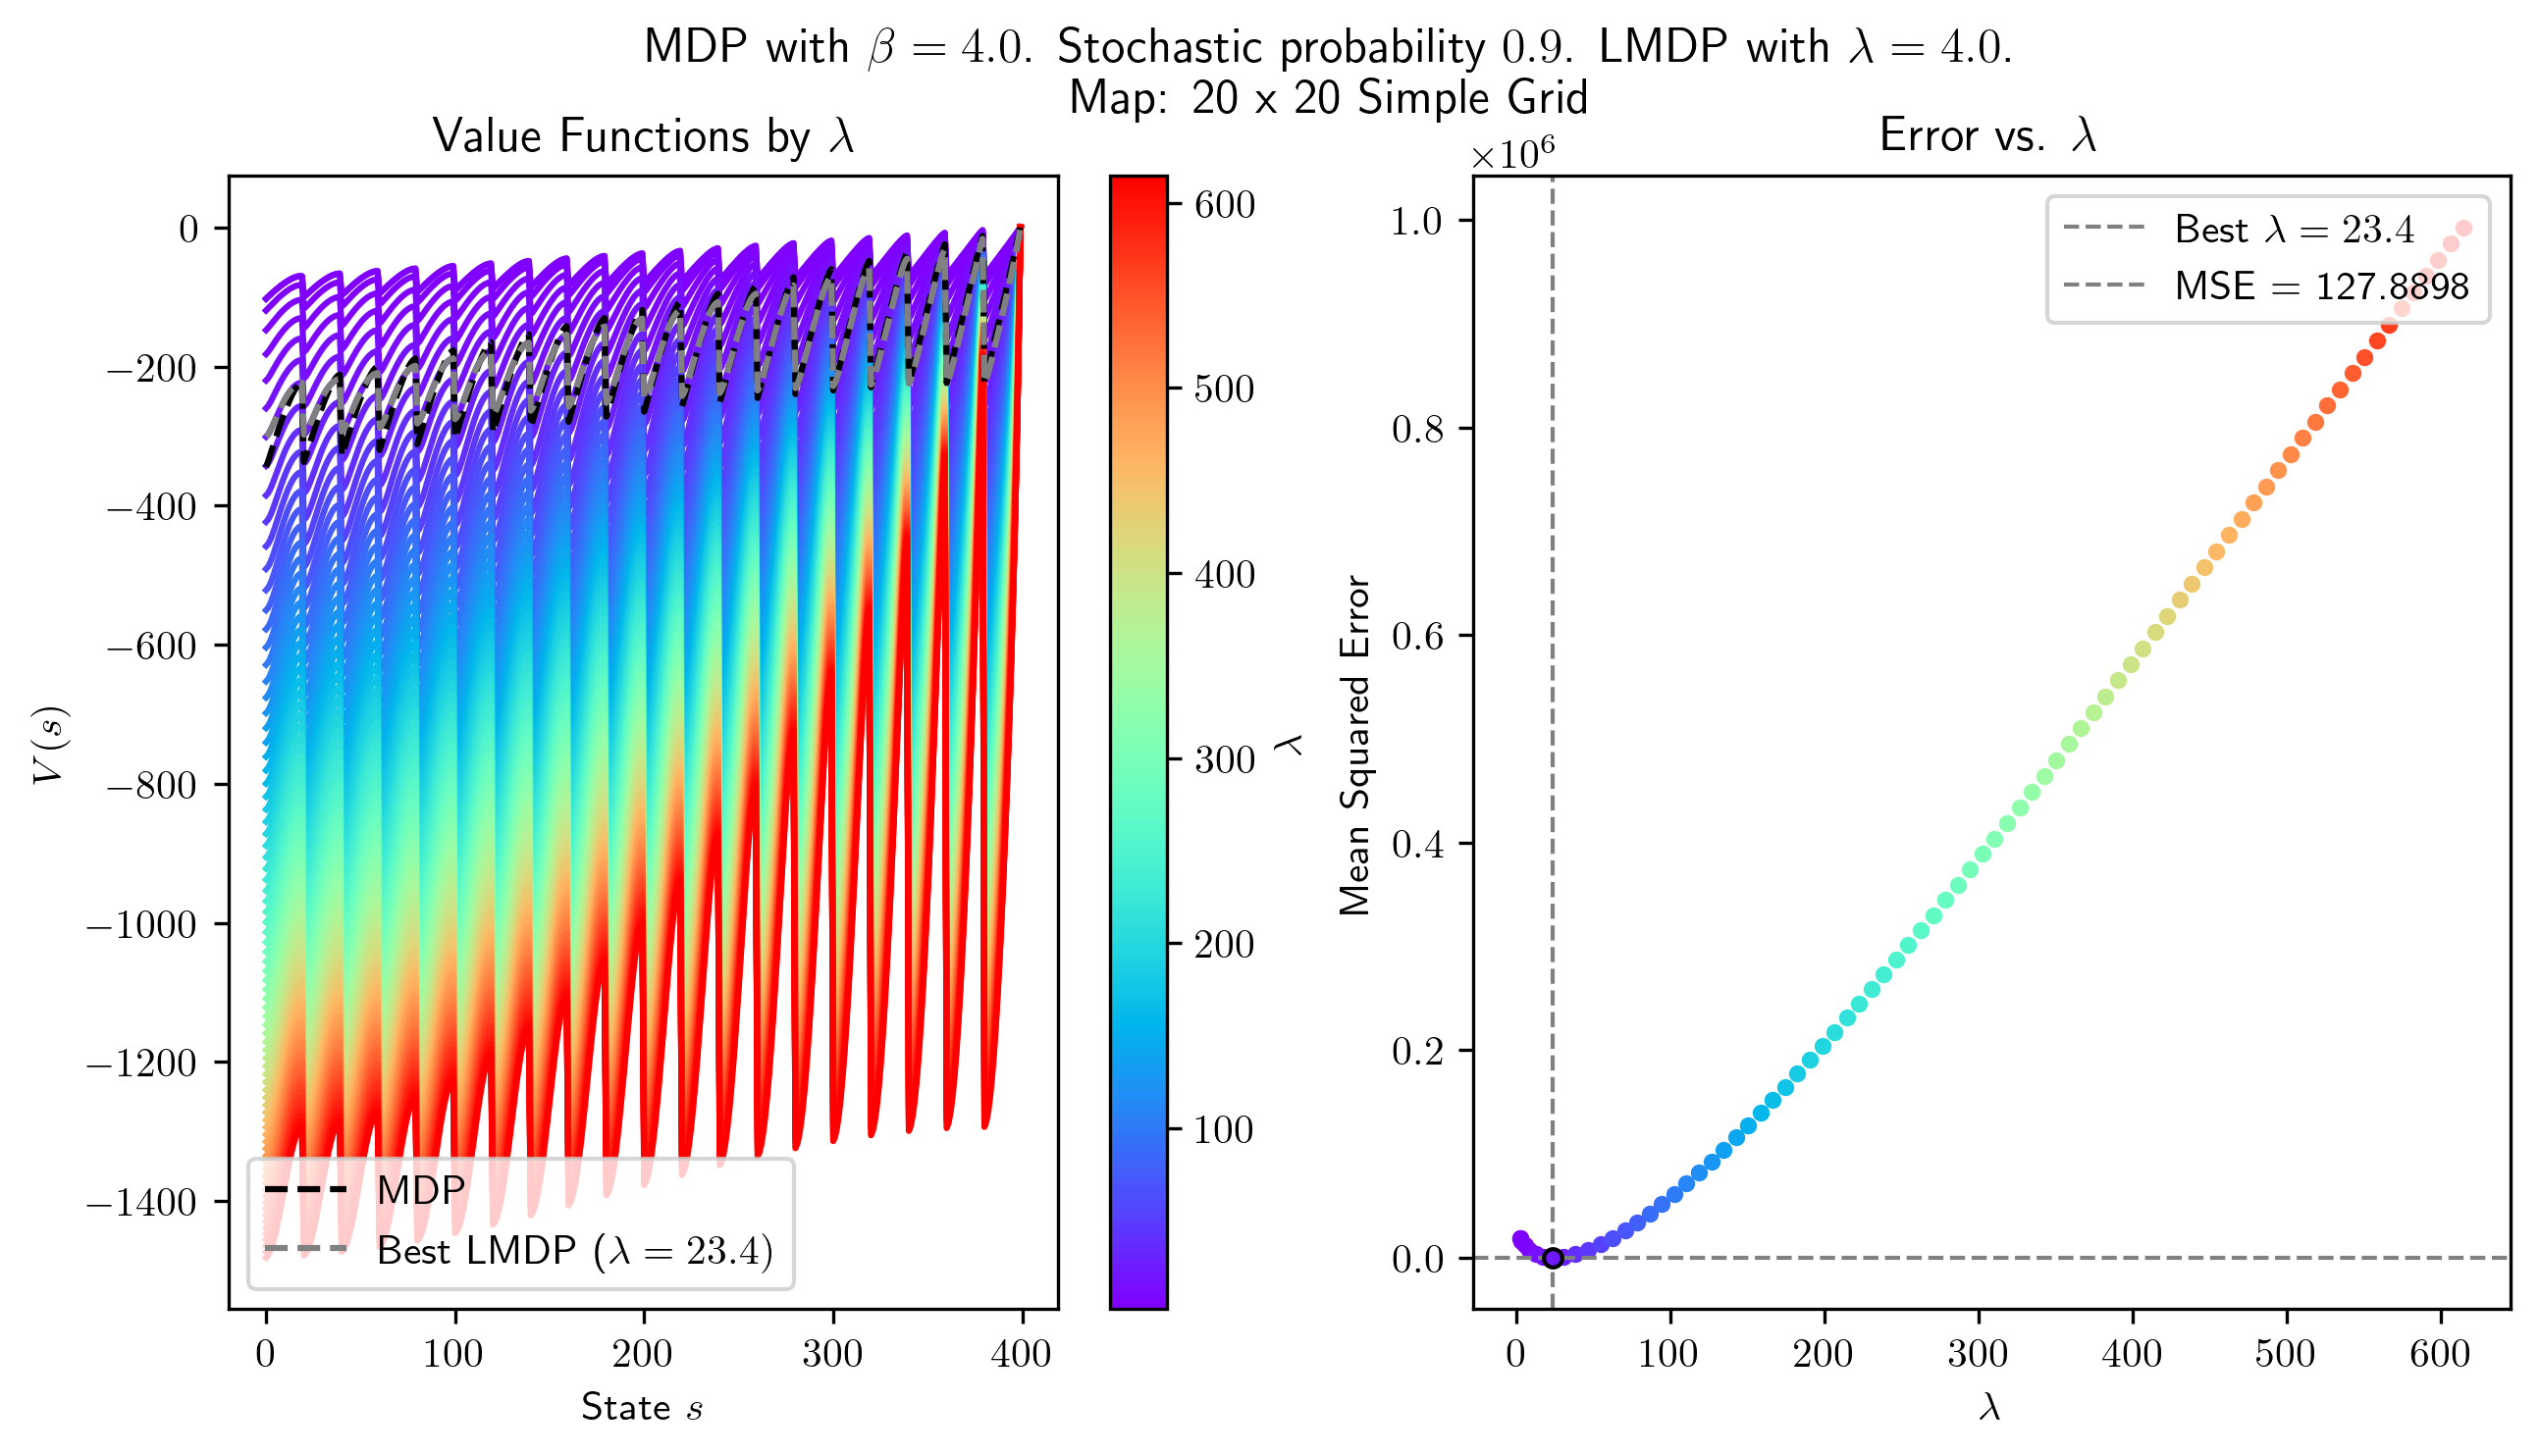 MDP with β = 4.0. Stochastic probability 0.9. LMDP with λ = 4.0.
Map: 20 x 20 Simple Grid
Value Functions by λ
0
−200
−400
−600
−800
−1000
−1200
−1400
V(s)
MDP
Best LMDP (λ = 23.4)
0 100 200 300 400
State s
600
500
400
300
200
100
λ
Error vs. λ
×10⁶
1.0
0.8
0.6
0.4
0.2
0.0
Mean Squared Error
Best λ = 23.4
MSE = 127.8898
0 100 200 300 400 500 600
λ